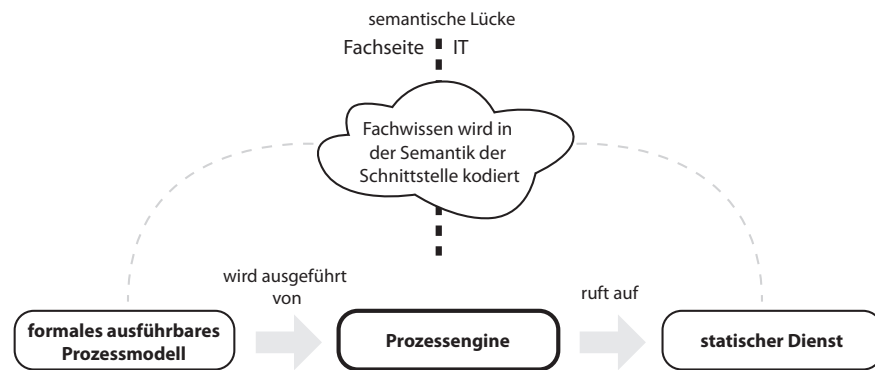 semantische Lücke
Fachseite IT
Fachwissen wird in
der Semantik der
Schnittstelle kodiert
wird ausgeführt
von
ruft auf
formales ausführbares
Prozessmodell
Prozessengine
statischer Dienst